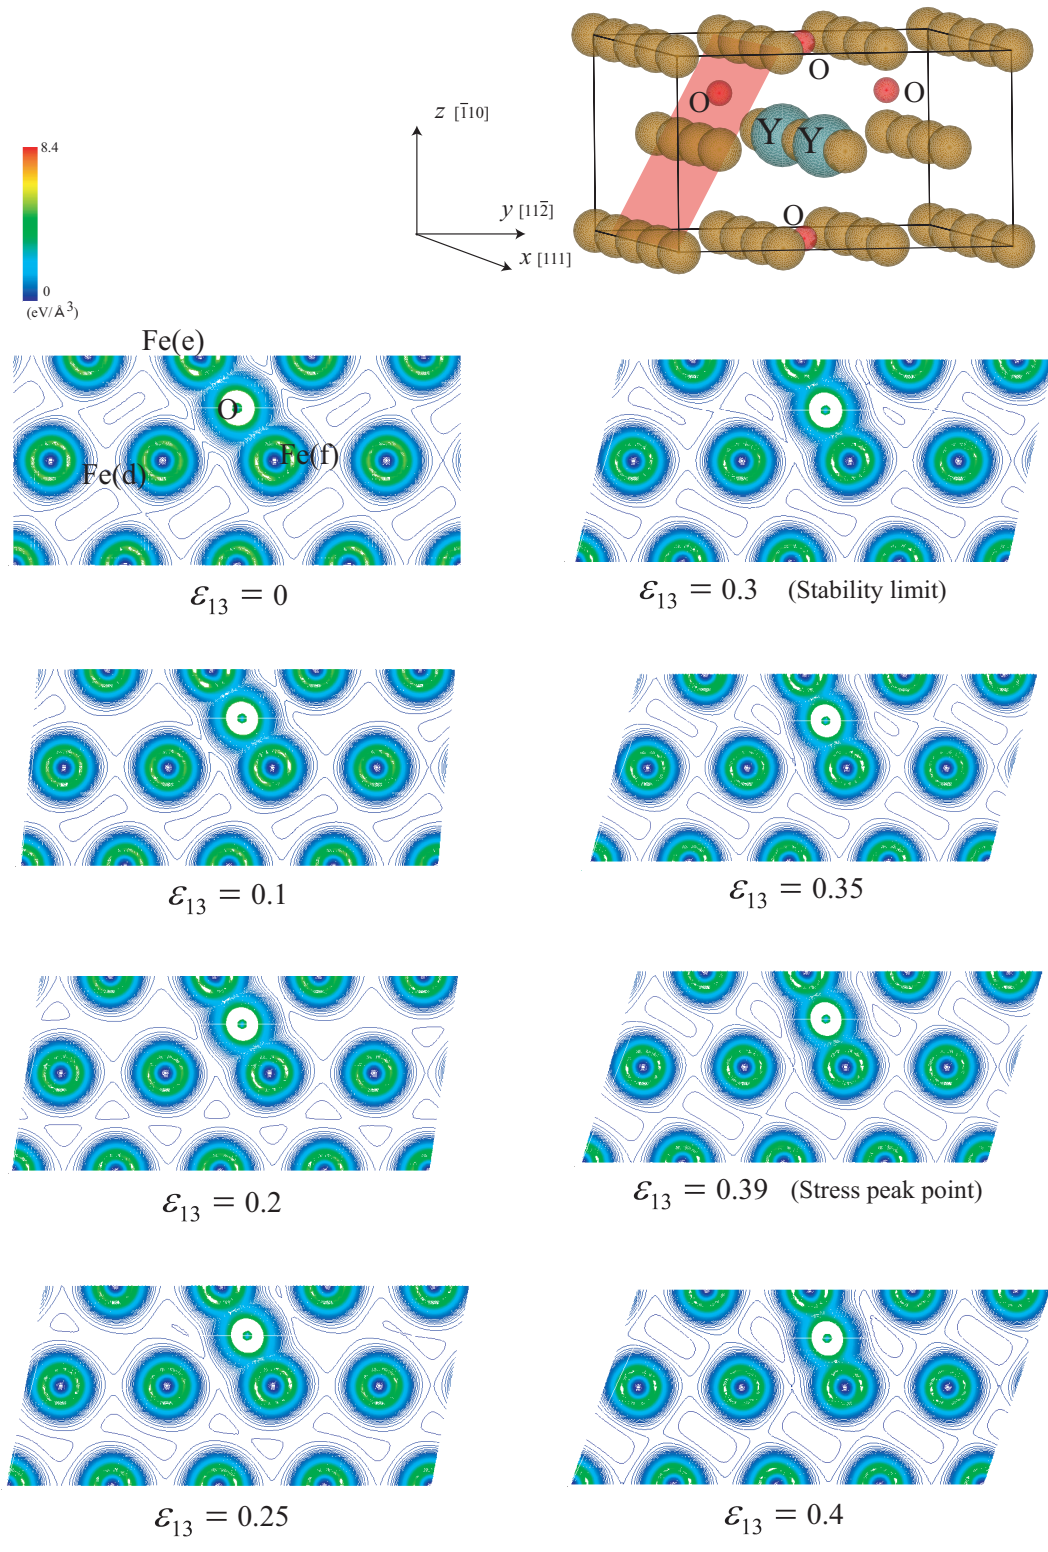 O
z [1̄10]
O
O
Y
Y
8.4
y [112̄]
O
x [111]
0
(eV/Å³)
Fe(e)
O
Fe(f)
Fe(d)
ε₁₃ = 0
ε₁₃ = 0.3 (Stability limit)
ε₁₃ = 0.1
ε₁₃ = 0.35
ε₁₃ = 0.2
ε₁₃ = 0.39 (Stress peak point)
ε₁₃ = 0.25
ε₁₃ = 0.4